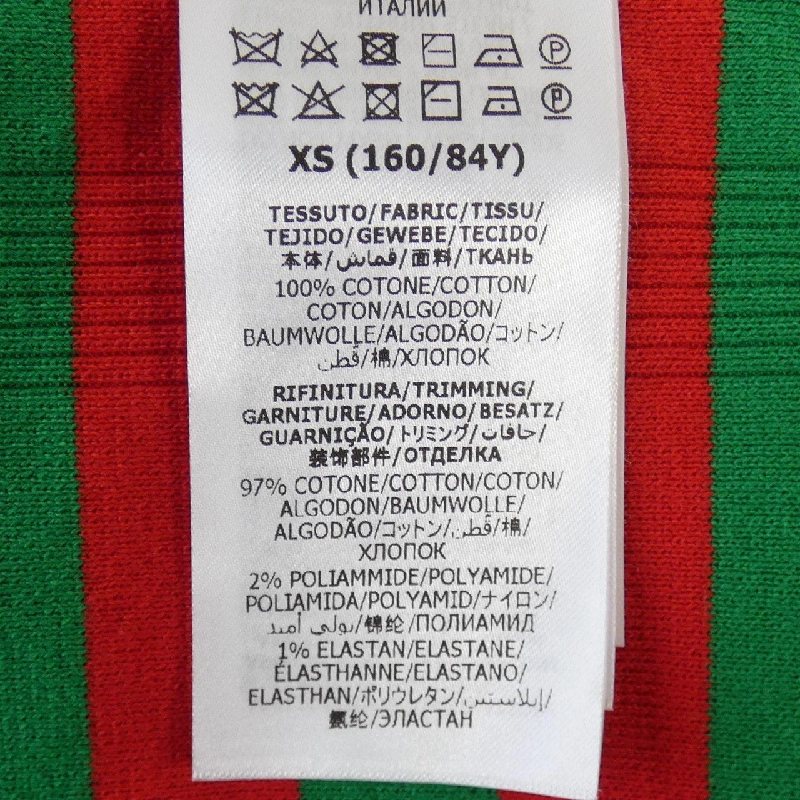 ИТАЛИИ
XS (160/84Y)
TESSUTO/FABRIC/TISSU/
TEJIDO/GEWEBE/TECIDO/
本体/قماش/面料/ТКАНЬ
100% COTONE/COTTON/
COTON/ALGODON/
BAUMWOLLE/ALGODÃO/コットン/
قطن/棉/ХЛОПОК
RIFINITURA/TRIMMING/
GARNITURE/ADORNO/BESATZ/
GUARNIÇÃO/トリミング/حافات/
装饰部件/ОТДЕЛКА
97% COTONE/COTTON/COTON/
ALGODON/BAUMWOLLE/
ALGODÃO/コットン/قطن/棉/
ХЛОПОК
2% POLIAMMIDE/POLYAMIDE/
POLIAMIDA/POLYAMID/ナイロン/
بولي أميد/锦纶/ПОЛИАМИД
1% ELASTAN/ELASTANE/
ÉLASTHANNE/ELASTANO/
ELASTHAN/ポリウレタン/إيلاستين/
氨纶/ЭЛАСТАН